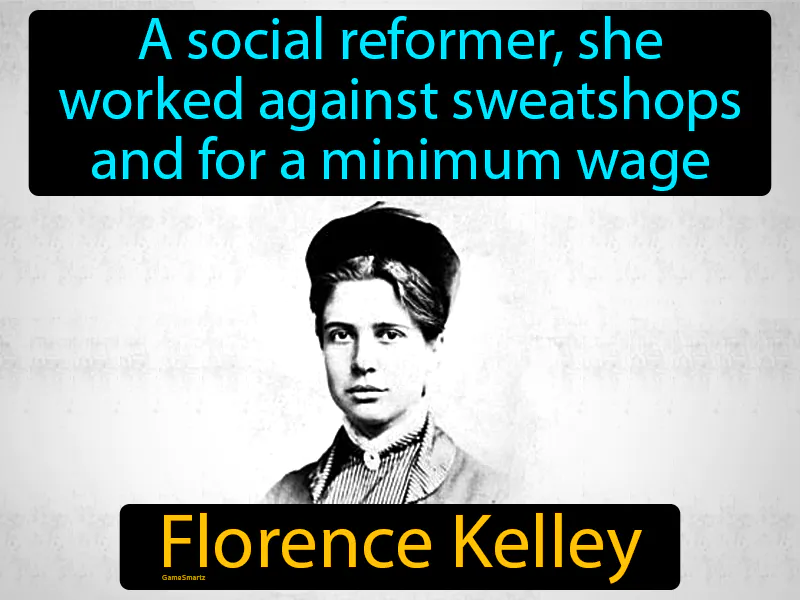 A social reformer, she
worked against sweatshops
and for a minimum wage
Florence Kelley
GameSmartz